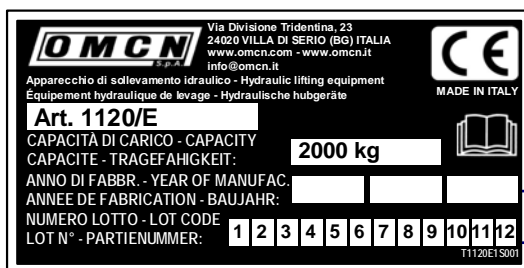 OMCN
S.p.A.
Via Divisione Tridentina, 23
24020 VILLA DI SERIO (BG) ITALIA
www.omcn.com - www.omcn.it
info@omcn.it
CE
MADE IN ITALY
Apparecchio di sollevamento idraulico - Hydraulic lifting equipment
Équipement hydraulique de levage - Hydraulische hubgeräte
Art. 1120/E
CAPACITÀ DI CARICO - CAPACITY
CAPACITE - TRAGEFAHIGKEIT:
2000 kg
ANNO DI FABBR. - YEAR OF MANUFAC.
ANNEE DE FABRICATION - BAUJAHR:
NUMERO LOTTO - LOT CODE
LOT N° - PARTIENUMMER:
1 2 3 4 5 6 7 8 9 10 11 12
T1120E1S001